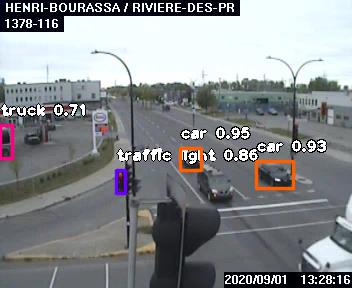 HENRI-BOURASSA / RIVIERE-DES-PR
1378-116
truck 0.71
car 0.95
traffic light 0.86
car 0.93
Esso
2020/09/01 13:28:16